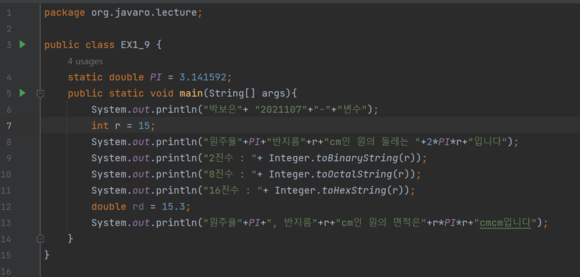 1 package org.javaro.lecture;
2
3 public class EX1_9 {
4 usages
4 static double PI = 3.141592;
5 public static void main(String[] args){
6 System.out.println("박보은"+ "2021107"+"-"+"변수");
7 int r = 15;
8 System.out.println("원주율"+PI+"반지름"+r+"cm인 원의 둘레는 "+2*PI*r+"입니다");
9 System.out.println("2진수 : "+ Integer.toBinaryString(r));
10 System.out.println("8진수 : "+ Integer.toOctalString(r));
11 System.out.println("16진수 : "+ Integer.toHexString(r));
12 double rd = 15.3;
13 System.out.println("원주율"+PI+", 반지름"+r+"cm인 원의 면적은"+r*PI*r+"cmcm입니다");
14 }
15 }
16